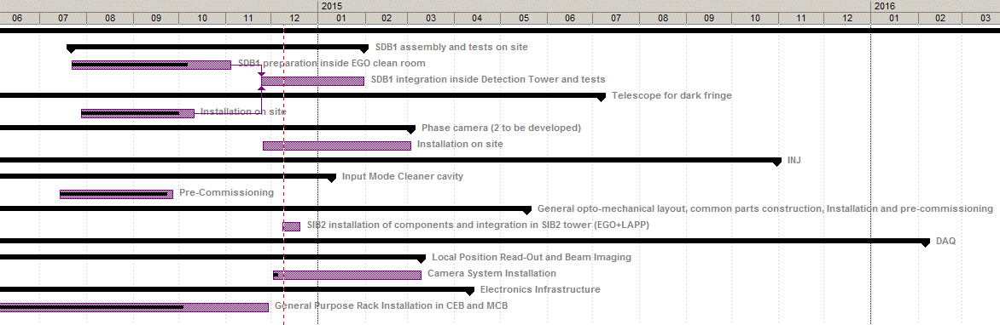 2015 2016
06 07 08 09 10 11 12 01 02 03 04 05 06 07 08 09 10 11 12 01 02 03
SDB1 assembly and tests on site
SDB1 preparation inside EGO clean room
SDB1 integration inside Detection Tower and tests
Telescope for dark fringe
Installation on site
Phase camera (2 to be developed)
Installation on site
INJ
Input Mode Cleaner cavity
Pre-Commissioning
General opto-mechanical layout, common parts construction, Installation and pre-commissioning
SIB2 installation of components and integration in SIB2 tower (EGO+LAPP)
DAQ
Local Position Read-Out and Beam Imaging
Camera System Installation
Electronics Infrastructure
General Purpose Rack Installation in CEB and MCB